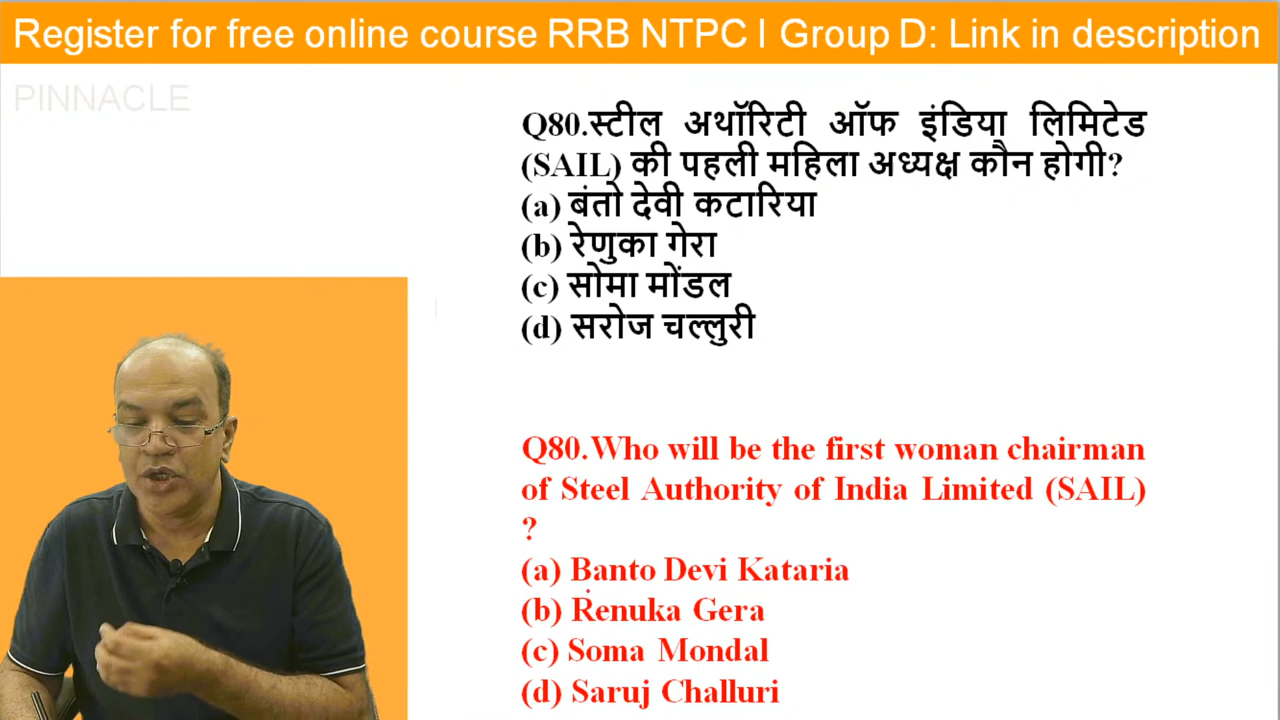 Register for free online course RRB NTPC I Group D: Link in description
PINNACLE
Q80.स्टील अथॉरिटी ऑफ इंडिया लिमिटेड
(SAIL) की पहली महिला अध्यक्ष कौन होगी?
(a) बंतो देवी कटारिया
(b) रेणुका गेरा
(c) सोमा मोंडल
(d) सरोज चल्लुरी
Q80.Who will be the first woman chairman
of Steel Authority of India Limited (SAIL)
?
(a) Banto Devi Kataria
(b) Renuka Gera
(c) Soma Mondal
(d) Saruj Challuri